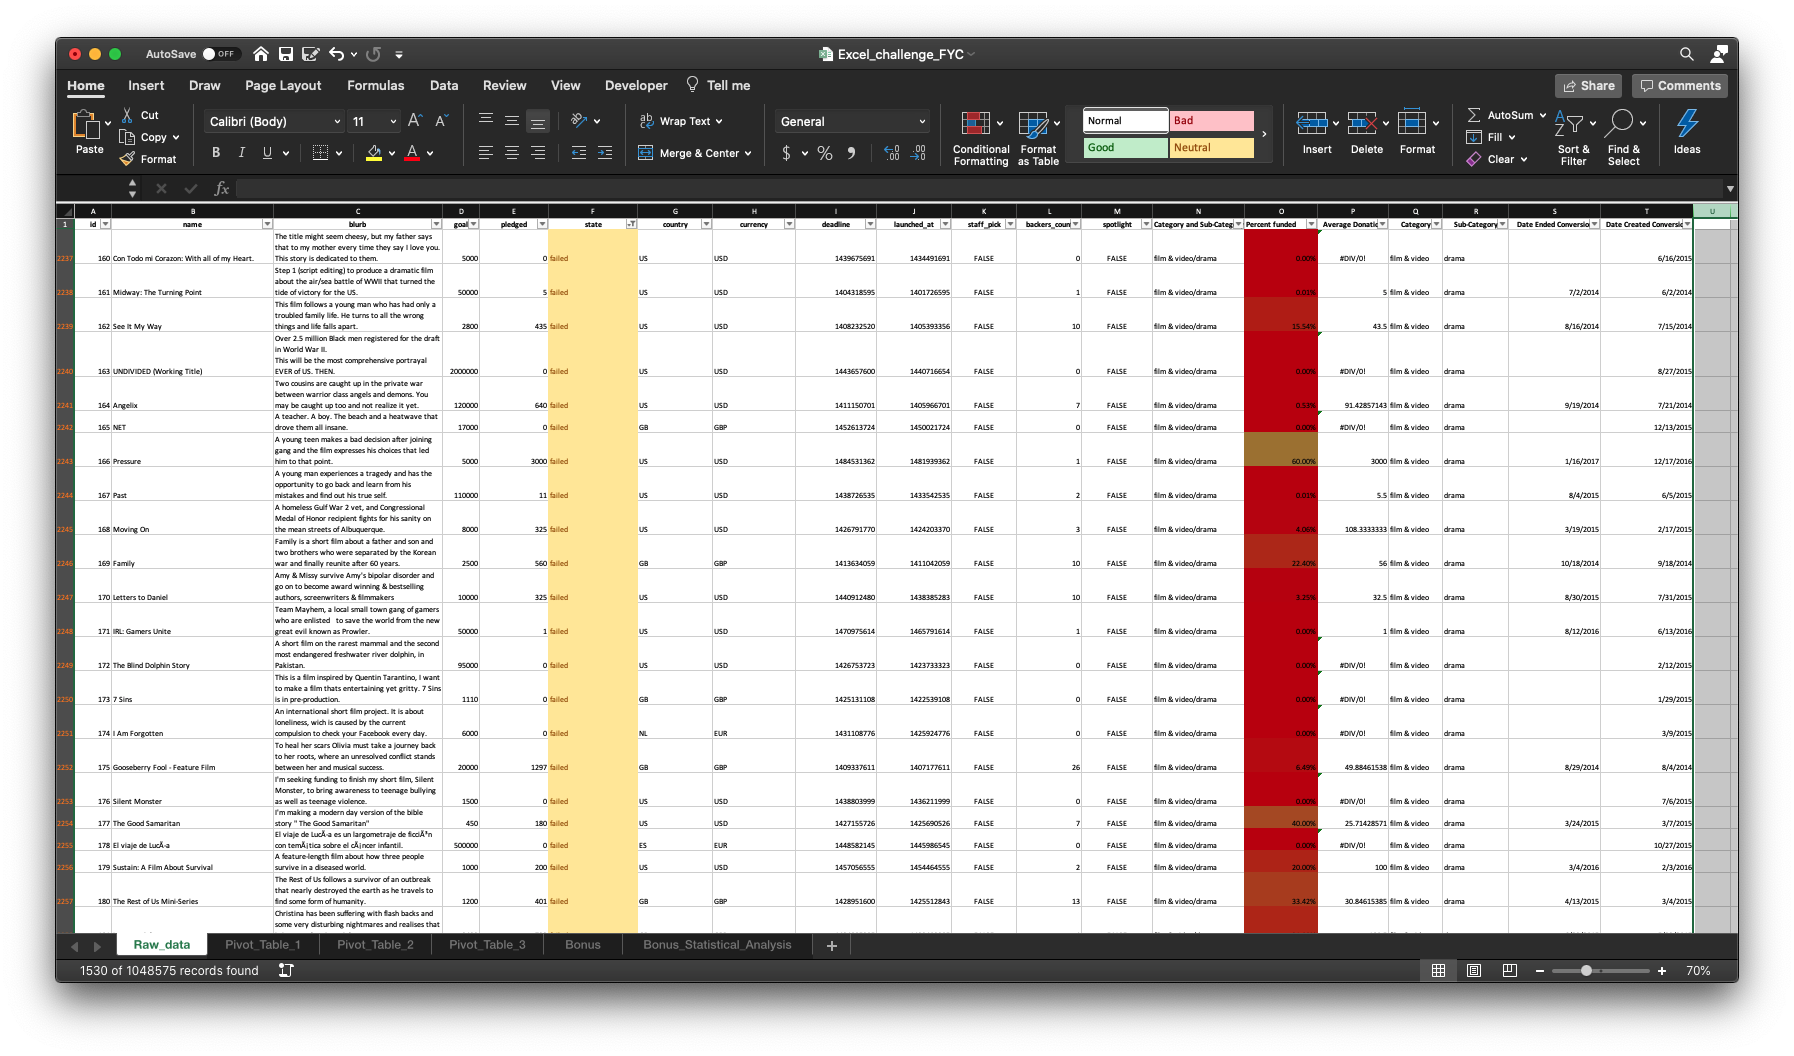 AutoSave OFF
Excel_challenge_FYC
Home Insert Draw Page Layout Formulas Data Review View Developer Tell me
Share Comments
Paste
Cut
Copy
Format
Calibri (Body) 11
B I U
Wrap Text
Merge & Center
General
$ %
Conditional Formatting
Format as Table
Normal Bad
Good Neutral
Insert Delete Format
AutoSum
Fill
Clear
Sort & Filter
Find & Select
Ideas
fx
A B C D E F G H I J K L M N O P Q R S T U
1 id name blurb goal pledged state country currency deadline launched_at staff_pick backers_coun spotlight Category and Sub-Categ Percent funded Average Donatic Category Sub-Category Date Ended Conversio Date Created Conversic
The title might seem cheesy, but my father says
that to my mother every time they say I love you.
2237 160 Con Todo mi Corazon: With all of my Heart. This story is dedicated to them. 5000 0 failed US USD 1439675691 1434491691 FALSE 0 FALSE film & video/drama 0.00% #DIV/0! film & video drama 6/16/2015
Step 1 (script editing) to produce a dramatic film
about the air/sea battle of WWII that turned the
2238 161 Midway: The Turning Point tide of victory for the US. 50000 5 failed US USD 1404318595 1401726595 FALSE 1 FALSE film & video/drama 0.01% 5 film & video drama 7/2/2014 6/2/2014
This film follows a young man who has had only a
troubled family life. He turns to all the wrong
2239 162 See It My Way things and life falls apart. 2800 435 failed US USD 1408232520 1405393356 FALSE 10 FALSE film & video/drama 15.54% 43.5 film & video drama 8/16/2014 7/15/2014
Over 2.5 million Black men registered for the draft
in World War II.
This will be the most comprehensive portrayal
2240 163 UNDIVIDED (Working Title) EVER of US. THEN. 2000000 0 failed US USD 1443657600 1440716654 FALSE 0 FALSE film & video/drama 0.00% #DIV/0! film & video drama 8/27/2015
Two cousins are caught up in the private war
between warrior class angels and demons. You
2241 164 Angelix may be caught up too and not realize it yet. 120000 640 failed US USD 1411150701 1405966701 FALSE 7 FALSE film & video/drama 0.53% 91.42857143 film & video drama 9/19/2014 7/21/2014
A teacher. A boy. The beach and a heatwave that
2242 165 NET drove them all insane. 17000 0 failed GB GBP 1452613724 1450021724 FALSE 0 FALSE film & video/drama 0.00% #DIV/0! film & video drama 12/13/2015
A young teen makes a bad decision after joining
gang and the film expresses his choices that led
2243 166 Pressure him to that point. 5000 3000 failed US USD 1484531362 1481939362 FALSE 1 FALSE film & video/drama 60.00% 3000 film & video drama 1/16/2017 12/17/2016
A young man experiences a tragedy and has the
opportunity to go back and learn from his
2244 167 Past mistakes and find out his true self. 110000 11 failed US USD 1438726535 1433542535 FALSE 2 FALSE film & video/drama 0.01% 5.5 film & video drama 8/4/2015 6/5/2015
A homeless Gulf War 2 vet, and Congressional
Medal of Honor recipient fights for his sanity on
2245 168 Moving On the mean streets of Albuquerque. 8000 325 failed US USD 1426791770 1424203370 FALSE 3 FALSE film & video/drama 4.06% 108.3333333 film & video drama 3/19/2015 2/17/2015
Family is a short film about a father and son and
two brothers who were separated by the Korean
2246 169 Family war and finally reunite after 60 years. 2500 560 failed GB GBP 1413634059 1411042059 FALSE 10 FALSE film & video/drama 22.40% 56 film & video drama 10/18/2014 9/18/2014
Amy & Missy survive Amy's bipolar disorder and
go on to become award winning & bestselling
2247 170 Letters to Daniel authors, screenwriters & filmmakers 10000 325 failed US USD 1440912480 1438385283 FALSE 10 FALSE film & video/drama 3.25% 32.5 film & video drama 8/30/2015 7/31/2015
Team Mayhem, a local small town gang of gamers
who are enlisted to save the world from the new
2248 171 IRL: Gamers Unite great evil known as Prowler. 50000 1 failed US USD 1470975614 1465791614 FALSE 1 FALSE film & video/drama 0.00% 1 film & video drama 8/12/2016 6/13/2016
A short film on the rarest mammal and the second
most endangered freshwater river dolphin, in
2249 172 The Blind Dolphin Story Pakistan. 95000 0 failed US USD 1426753723 1423733323 FALSE 0 FALSE film & video/drama 0.00% #DIV/0! film & video drama 2/12/2015
This is a film inspired by Quentin Tarantino, I want
to make a film thats entertaining yet gritty. 7 Sins
2250 173 7 Sins is in pre-production. 1110 0 failed GB GBP 1425131108 1422539108 FALSE 0 FALSE film & video/drama 0.00% #DIV/0! film & video drama 1/29/2015
An international short film project. It is about
loneliness, wich is caused by the current
2251 174 I Am Forgotten compulsion to check your Facebook every day. 6000 0 failed NL EUR 1431108776 1425924776 FALSE 0 FALSE film & video/drama 0.00% #DIV/0! film & video drama 3/9/2015
To heal her scars Olivia must take a journey back
to her roots, where an unresolved conflict stands
2252 175 Gooseberry Fool - Feature Film between her and musical success. 20000 1297 failed GB GBP 1409337611 1407177611 FALSE 26 FALSE film & video/drama 6.49% 49.88461538 film & video drama 8/29/2014 8/4/2014
I'm seeking funding to finish my short film, Silent
Monster, to bring awareness to teenage bullying
2253 176 Silent Monster as well as teenage violence. 1500 0 failed US USD 1438803999 1436211999 FALSE 0 FALSE film & video/drama 0.00% #DIV/0! film & video drama 7/6/2015
I'm making a modern day version of the bible
2254 177 The Good Samaritan story " The Good Samaritan" 450 180 failed US USD 1427155726 1425690526 FALSE 7 FALSE film & video/drama 40.00% 25.71428571 film & video drama 3/24/2015 3/7/2015
El viaje de LucÃ-a es un largometraje de ficciÃ³n
2255 178 El viaje de LucÃ-a con temÃ¡tica sobre el cÃ¡ncer infantil. 500000 0 failed ES EUR 1448582145 1445986545 FALSE 0 FALSE film & video/drama 0.00% #DIV/0! film & video drama 10/27/2015
A feature-length film about how three people
2256 179 Sustain: A Film About Survival survive in a diseased world. 1000 200 failed US USD 1457056555 1454464555 FALSE 2 FALSE film & video/drama 20.00% 100 film & video drama 3/4/2016 2/3/2016
The Rest of Us follows a survivor of an outbreak
that nearly destroyed the earth as he travels to
2257 180 The Rest of Us Mini-Series find some form of humanity. 1200 401 failed GB GBP 1428951600 1425512843 FALSE 13 FALSE film & video/drama 33.42% 30.84615385 film & video drama 4/13/2015 3/4/2015
Christina has been suffering with flash backs and
some very disturbing nightmares and realises that
Raw_data Pivot_Table_1 Pivot_Table_2 Pivot_Table_3 Bonus Bonus_Statistical_Analysis +
1530 of 1048575 records found 70%